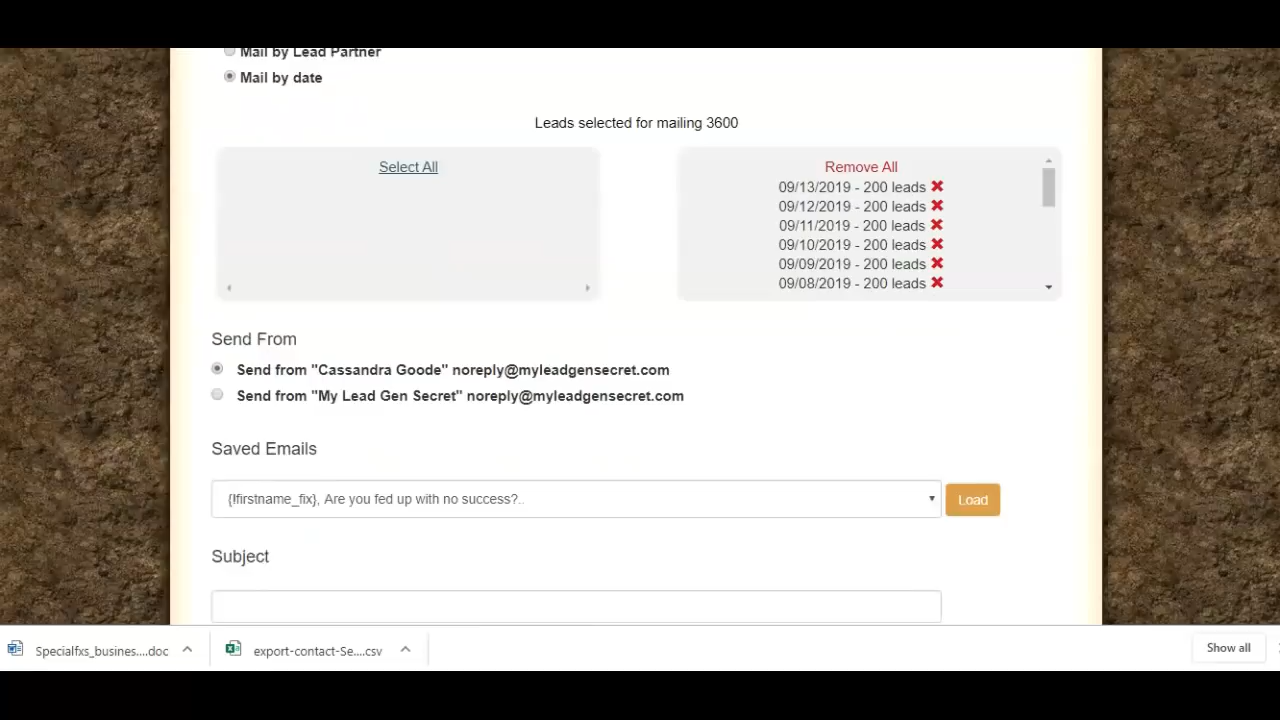 Mail by Lead Partner
Mail by date
Leads selected for mailing 3600
Select All
Remove All
09/13/2019 - 200 leads
09/12/2019 - 200 leads
09/11/2019 - 200 leads
09/10/2019 - 200 leads
09/09/2019 - 200 leads
09/08/2019 - 200 leads
Send From
Send from "Cassandra Goode" noreply@myleadgensecret.com
Send from "My Lead Gen Secret" noreply@myleadgensecret.com
Saved Emails
{!firstname_fix}, Are you fed up with no success?..
Load
Subject
Specialfxs_busines....doc
export-contact-Se....csv
Show all